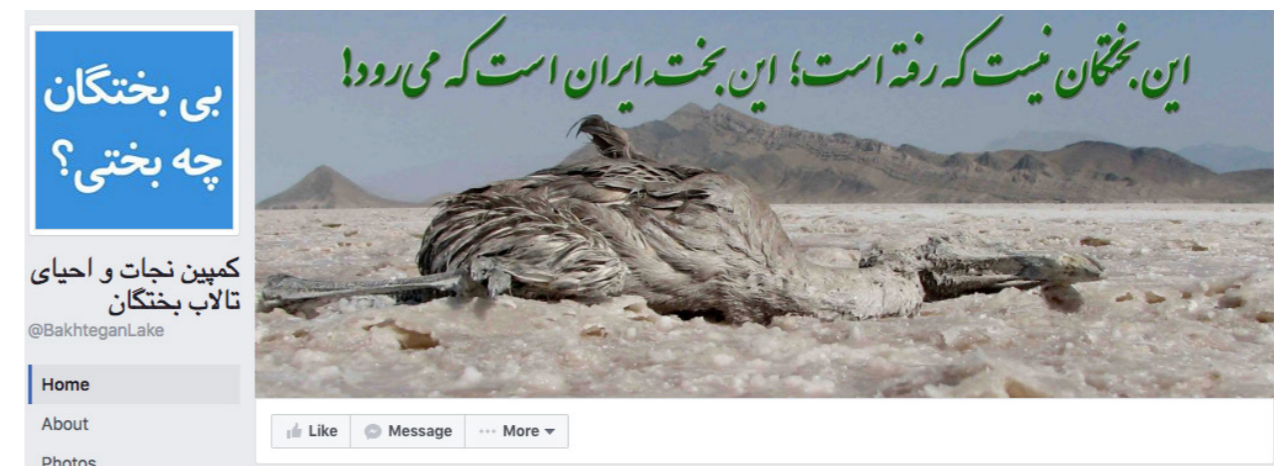 این بختگان نیست که رفته است؛ این بخت ایران است که می‌رود!
بی بختگان
چه بختی؟
کمپین نجات و احیای
تالاب بختگان
@BakhteganLake
Home
About
Photos
Like
Message
More